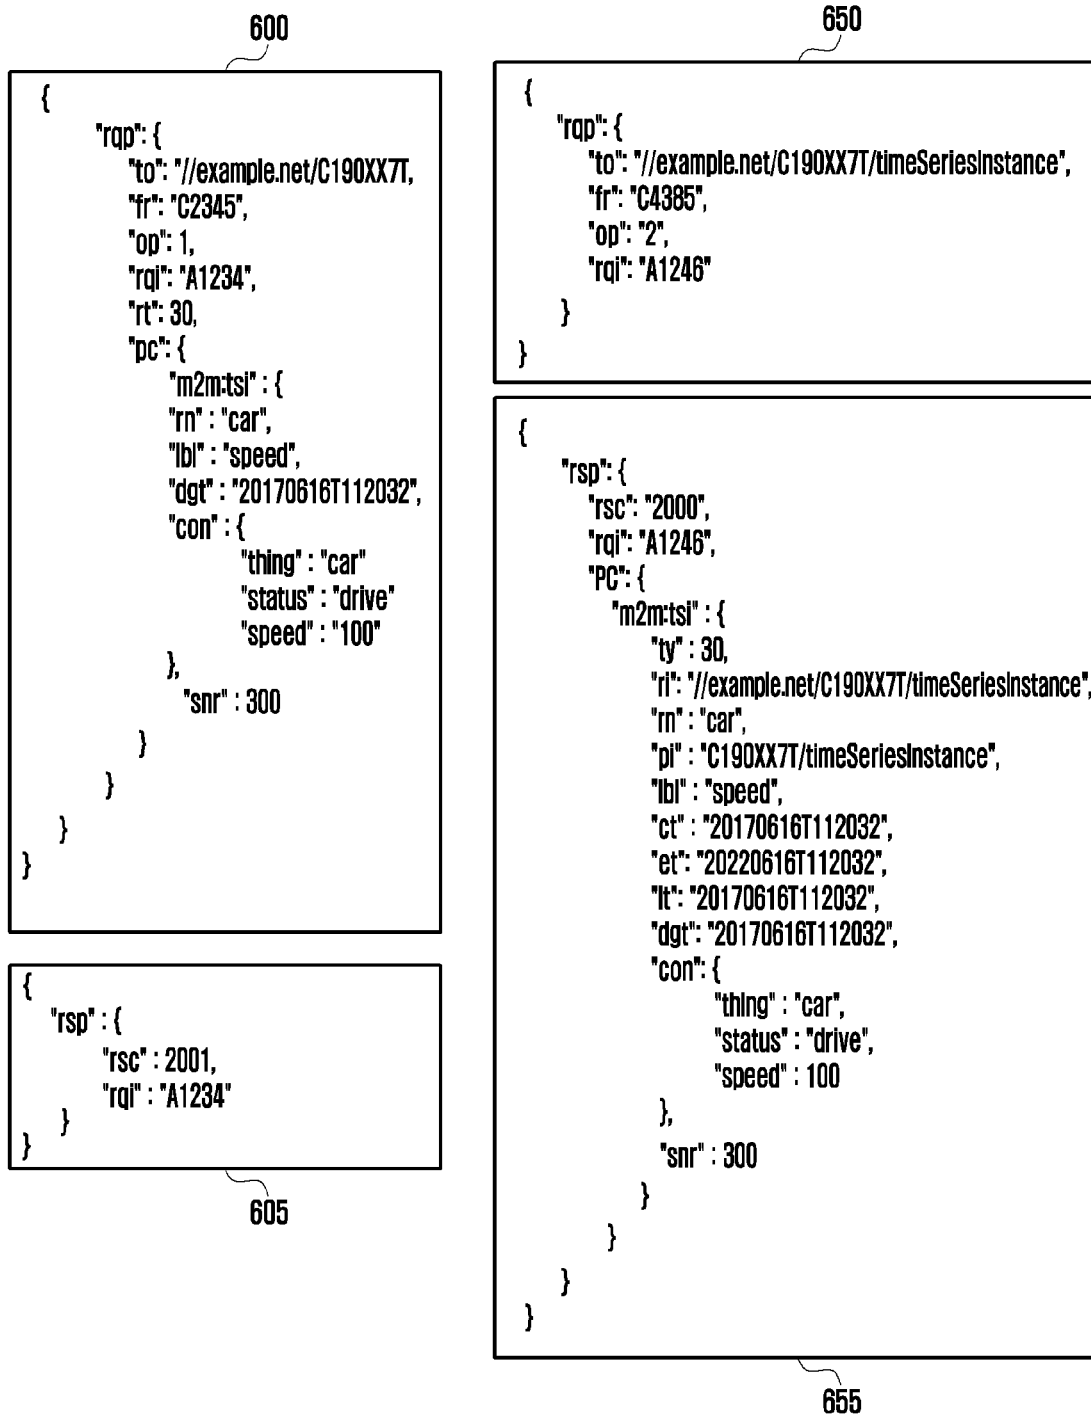 600
{
"rqp": {
"to": "//example.net/C190XX7T,
"fr": "C2345",
"op": 1,
"rqi": "A1234",
"rt": 30,
"pc": {
"m2m:tsi" : {
"rn" : "car",
"lbl" : "speed",
"dgt" : "20170616T112032",
"con" : {
"thing" : "car"
"status" : "drive"
"speed" : "100"
},
"snr" : 300
}
}
}
}
{
"rsp" : {
"rsc" : 2001,
"rqi" : "A1234"
}
}
605
650
{
"rqp": {
"to": "//example.net/C190XX7T/timeSeriesInstance",
"fr": "C4385",
"op": "2",
"rqi": "A1246"
}
}
{
"rsp": {
"rsc": "2000",
"rqi": "A1246",
"PC": {
"m2m:tsi" : {
"ty" : 30,
"ri": "//example.net/C190XX7T/timeSeriesInstance",
"rn" : "car",
"pi" : "C190XX7T/timeSeriesInstance",
"lbl" : "speed",
"ct" : "20170616T112032",
"et": "20220616T112032",
"lt": "20170616T112032",
"dgt": "20170616T112032",
"con": {
"thing" : "car",
"status" : "drive",
"speed" : 100
},
"snr" : 300
}
}
}
}
655